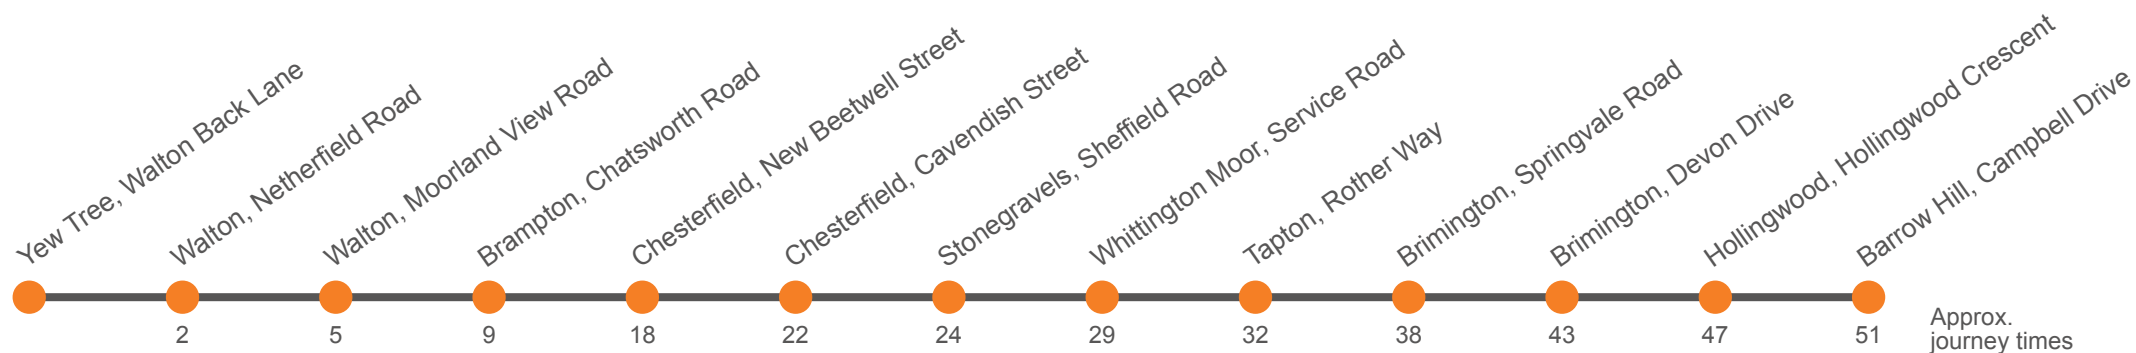 Yew Tree, Walton Back Lane
Walton, Netherfield Road
Walton, Moorland View Road
Brampton, Chatsworth Road
Chesterfield, New Beetwell Street
Chesterfield, Cavendish Street
Stonegravels, Sheffield Road
Whittington Moor, Service Road
Tapton, Rother Way
Brimington, Springvale Road
Brimington, Devon Drive
Hollingwood, Hollingwood Crescent
Barrow Hill, Campbell Drive
2 5 9 18 22 24 29 32 38 43 47 51
Approx.
journey times